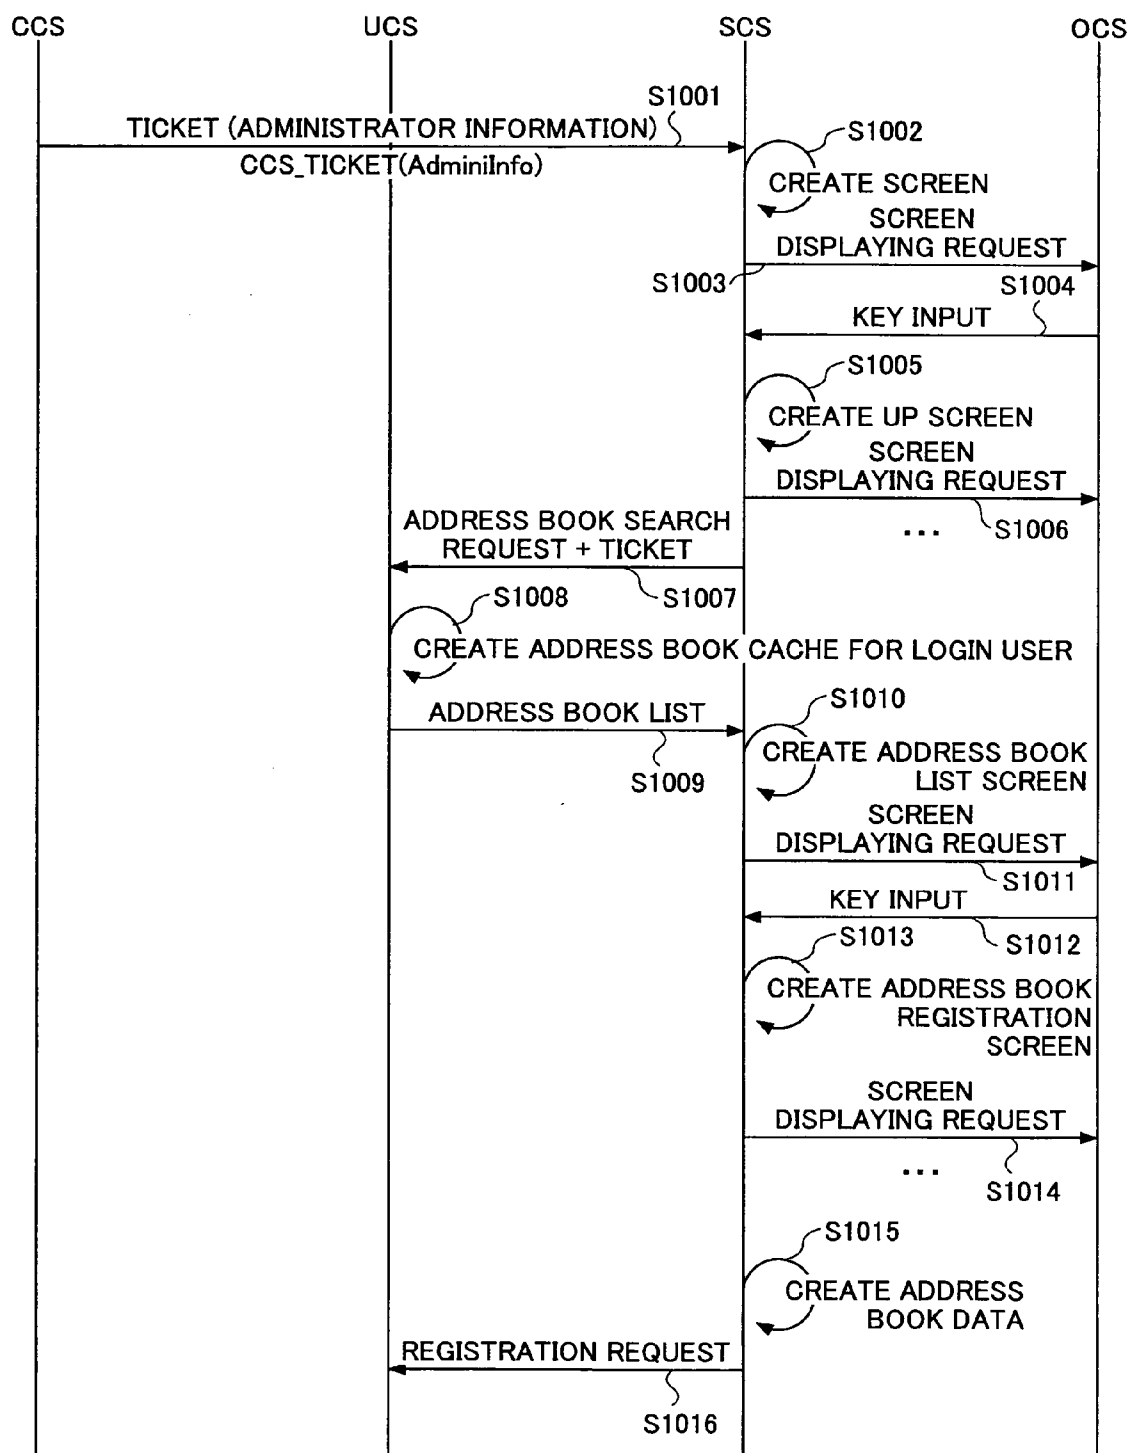 CCS
UCS
SCS
OCS
S1001
TICKET (ADMINISTRATOR INFORMATION)
CCS_TICKET(AdminiInfo)
S1002
CREATE SCREEN
SCREEN
DISPLAYING REQUEST
S1003
S1004
KEY INPUT
S1005
CREATE UP SCREEN
SCREEN
DISPLAYING REQUEST
S1006
...
ADDRESS BOOK SEARCH
REQUEST + TICKET
S1007
S1008
CREATE ADDRESS BOOK CACHE FOR LOGIN USER
ADDRESS BOOK LIST
S1009
S1010
CREATE ADDRESS BOOK
LIST SCREEN
SCREEN
DISPLAYING REQUEST
S1011
KEY INPUT
S1012
S1013
CREATE ADDRESS BOOK
REGISTRATION
SCREEN
SCREEN
DISPLAYING REQUEST
...
S1014
S1015
CREATE ADDRESS
BOOK DATA
REGISTRATION REQUEST
S1016